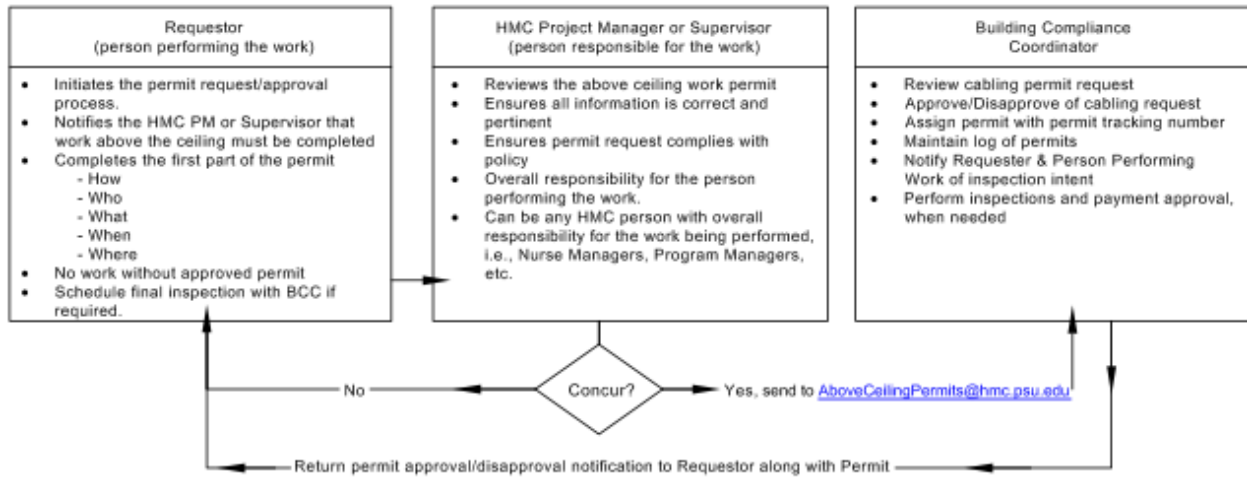 Requestor
(person performing the work)
• Initiates the permit request/approval
process.
• Notifies the HMC PM or Supervisor that
work above the ceiling must be completed
• Completes the first part of the permit
- How
- Who
- What
- When
- Where
• No work without approved permit
• Schedule final inspection with BCC if
required.
HMC Project Manager or Supervisor
(person responsible for the work)
• Reviews the above ceiling work permit
• Ensures all information is correct and
pertinent
• Ensures permit request complies with
policy
• Overall responsibility for the person
performing the work.
• Can be any HMC person with overall
responsibility for the work being performed,
i.e., Nurse Managers, Program Managers,
etc.
Building Compliance
Coordinator
• Review cabling permit request
• Approve/Disapprove of cabling request
• Assign permit with permit tracking number
• Maintain log of permits
• Notify Requester & Person Performing
Work of inspection intent
• Perform inspections and payment approval,
when needed
No
Concur?
Yes, send to AboveCeilingPermits@hmc.psu.edu
Return permit approval/disapproval notification to Requestor along with Permit